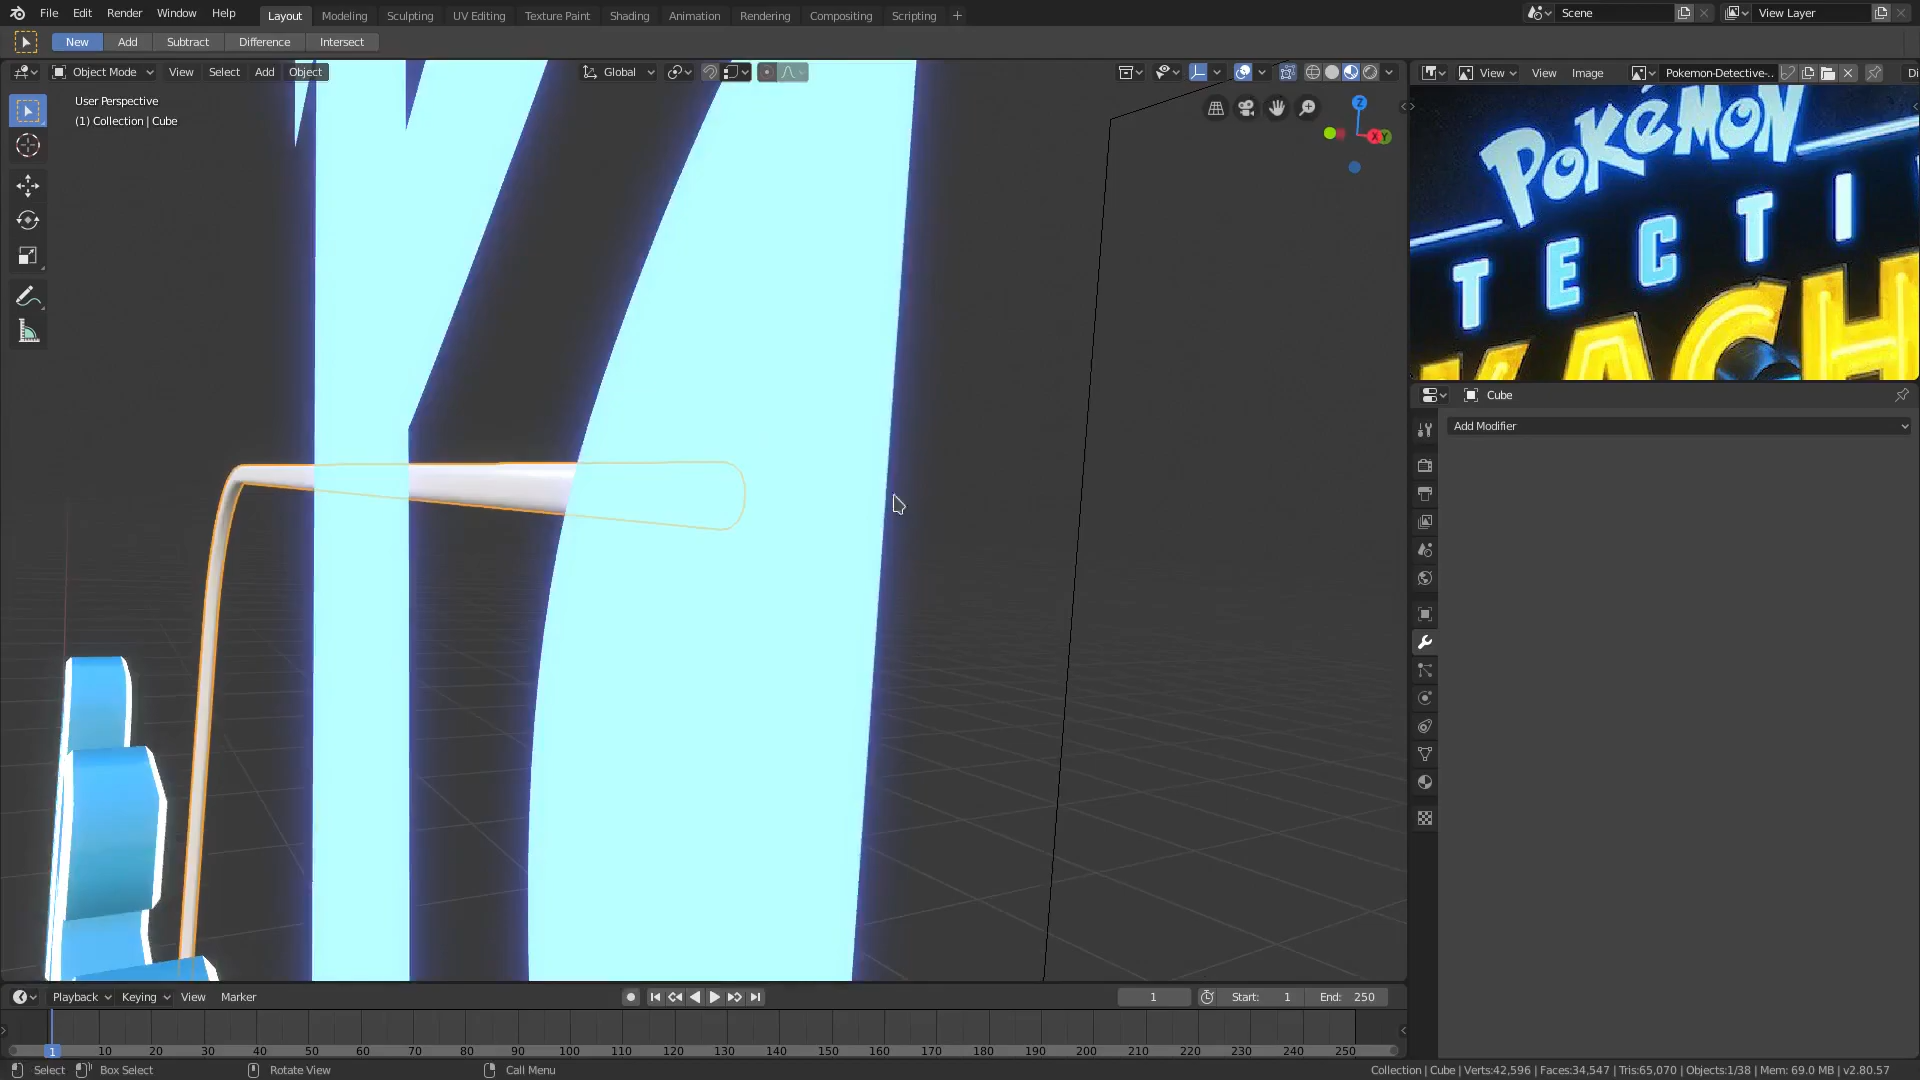 File Edit Render Window Help
Layout Modeling Sculpting UV Editing Texture Paint Shading Animation Rendering Compositing Scripting +
Scene
View Layer
New Add Subtract Difference Intersect
Object Mode View Select Add Object
Global
View View Image Pokemon-Detective-.. Di
User Perspective
(1) Collection | Cube
Z
X Y
POKéMON
TECTI
KACH
Cube
Add Modifier
Playback Keying View Marker
1
Start: 1 End: 250
1 10 20 30 40 50 60 70 80 90 100 110 120 130 140 150 160 170 180 190 200 210 220 230 240 250
Select Box Select Rotate View Call Menu
Collection | Cube | Verts:42,596 | Faces:34,547 | Tris:65,070 | Objects:1/38 | Mem: 69.0 MB | v2.80.57